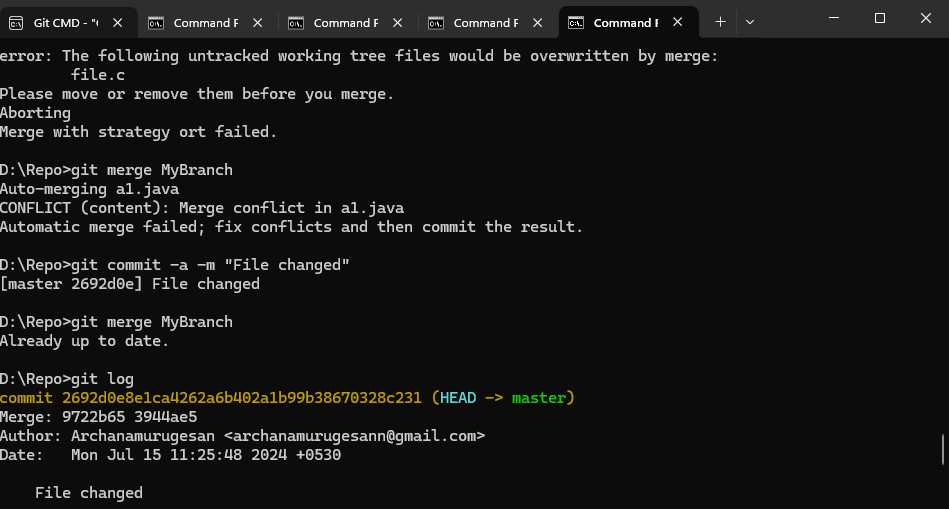 Git CMD - "(
Command F
Command F
Command F
Command F
error: The following untracked working tree files would be overwritten by merge:
file.c
Please move or remove them before you merge.
Aborting
Merge with strategy ort failed.
D:\Repo>git merge MyBranch
Auto-merging a1.java
CONFLICT (content): Merge conflict in a1.java
Automatic merge failed; fix conflicts and then commit the result.
D:\Repo>git commit -a -m "File changed"
[master 2692d0e] File changed
D:\Repo>git merge MyBranch
Already up to date.
D:\Repo>git log
commit 2692d0e8e1ca4262a6b402a1b99b38670328c231 (HEAD -> master)
Merge: 9722b65 3944ae5
Author: Archanamurugesan <archanamurugesann@gmail.com>
Date:   Mon Jul 15 11:25:48 2024 +0530
File changed